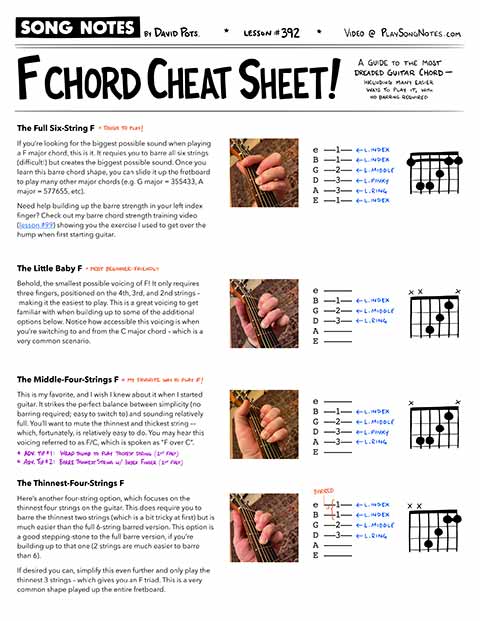 SONG NOTES BY DAVID POTS. * LESSON #392 * VIDEO @ PLAYSONGNOTES.COM
F CHORD CHEAT SHEET!
A GUIDE TO THE MOST
DREADED GUITAR CHORD —
INCLUDING MANY EASIER
WAYS TO PLAY IT, WITH
NO BARRING REQUIRED
The Full Six-String F * TOUGH TO PLAY!
If you're looking for the biggest possible sound when playing
a F major chord, this is it. It requires you to barre all six strings
(difficult!) but creates the biggest possible sound. Once you
learn this barre chord shape, you can slide it up the fretboard
to play many other major chords (e.g. G major = 355433, A
major = 577655, etc).
Need help building up the barre strength in your left index
finger? Check out my barre chord strength training video
(lesson #99) showing you the exercise I used to get over the
hump when first starting guitar.
e —1— ← L.INDEX
B —1— ← L.INDEX
G —2— ← L.MIDDLE
D —3— ← L.PINKY
A —3— ← L.RING
E —1— ← L.INDEX
The Little Baby F * MOST BEGINNER-FRIENDLY!
Behold, the smallest possible voicing of F! It only requires
three fingers, positioned on the 4th, 3rd, and 2nd strings –
making it the easiest to play. This is a great voicing to get
familiar with when building up to some of the additional
options below. Notice how accessible this voicing is when
you're switching to and from the C major chord – which is a
very common scenario.
e ———
B —1— ← L.INDEX
G —2— ← L.MIDDLE
D —3— ← L.RING
A ———
E ———
X X X
The Middle-Four-Strings F * MY FAVORITE WAY TO PLAY F!
This is my favorite, and I wish I knew about it when I started
guitar. It strikes the perfect balance between simplicity (no
barring required; easy to switch to) and sounding relatively
full. You'll want to mute the thinnest and thickest string --
which, fortunately, is relatively easy to do. You may hear this
voicing referred to as F/C, which is spoken as "F over C".
* ADV. TIP #1: WRAP THUMB TO PLAY THICKEST STRING (1ST FRET)
* ADV. TIP #2: BARRE THINNEST STRING W/ INDEX FINGER (1ST FRET)
e ———
B —1— ← L.INDEX
G —2— ← L.MIDDLE
D —3— ← L.PINKY
A —3— ← L.RING
E ———
X X
The Thinnest-Four-Strings F
Here's another four-string option, which focuses on the
thinnest four strings on the guitar. This does require you to
barre the thinnest two strings (which is a bit tricky at first) but is
much easier than the full 6-string barred version. This option is
a good stepping-stone to the full barre version, if you're
building up to that one (2 strings are much easier to barre
than 6).
If desired you can, simplify this even further and only play the
thinnest 3 strings – which gives you an F triad. This is a very
common shape played up the entire fretboard.
BARRED
e —1— ← L.INDEX
B —1— ← L.INDEX
G —2— ← L.MIDDLE
D —3— ← L.RING
A ———
E ———
X X